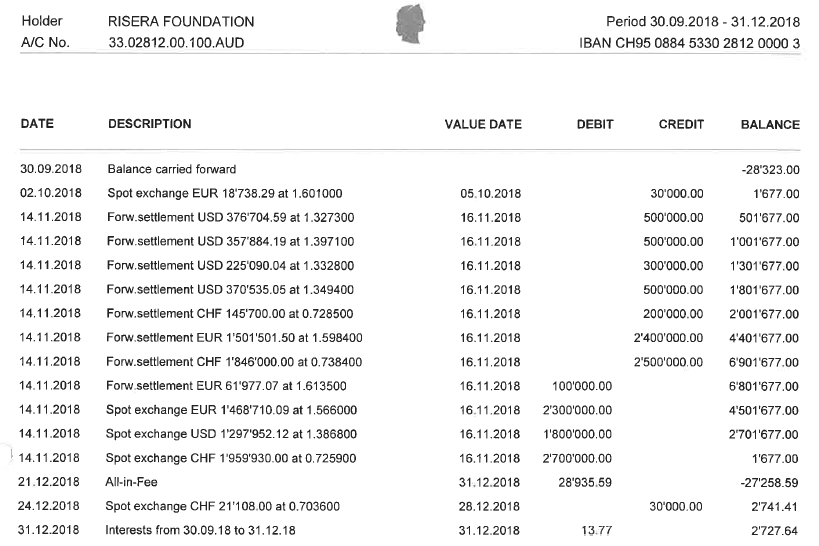 Holder RISERA FOUNDATION Period 30.09.2018 - 31.12.2018
A/C No. 33.02812.00.100.AUD IBAN CH95 0884 5330 2812 0000 3
DATE DESCRIPTION VALUE DATE DEBIT CREDIT BALANCE
30.09.2018 Balance carried forward -28'323.00
02.10.2018 Spot exchange EUR 18'738.29 at 1.601000 05.10.2018 30'000.00 1'677.00
14.11.2018 Forw.settlement USD 376'704.59 at 1.327300 16.11.2018 500'000.00 501'677.00
14.11.2018 Forw.settlement USD 357'884.19 at 1.397100 16.11.2018 500'000.00 1'001'677.00
14.11.2018 Forw.settlement USD 225'090.04 at 1.332800 16.11.2018 300'000.00 1'301'677.00
14.11.2018 Forw.settlement USD 370'535.05 at 1.349400 16.11.2018 500'000.00 1'801'677.00
14.11.2018 Forw.settlement CHF 145'700.00 at 0.728500 16.11.2018 200'000.00 2'001'677.00
14.11.2018 Forw.settlement EUR 1'501'501.50 at 1.598400 16.11.2018 2'400'000.00 4'401'677.00
14.11.2018 Forw.settlement CHF 1'846'000.00 at 0.738400 16.11.2018 2'500'000.00 6'901'677.00
14.11.2018 Forw.settlement EUR 61'977.07 at 1.613500 16.11.2018 100'000.00 6'801'677.00
14.11.2018 Spot exchange EUR 1'468'710.09 at 1.566000 16.11.2018 2'300'000.00 4'501'677.00
14.11.2018 Spot exchange USD 1'297'952.12 at 1.386800 16.11.2018 1'800'000.00 2'701'677.00
14.11.2018 Spot exchange CHF 1'959'930.00 at 0.725900 16.11.2018 2'700'000.00 1'677.00
21.12.2018 All-in-Fee 31.12.2018 28'935.59 -27'258.59
24.12.2018 Spot exchange CHF 21'108.00 at 0.703600 28.12.2018 30'000.00 2'741.41
31.12.2018 Interests from 30.09.18 to 31.12.18 31.12.2018 13.77 2'727.64